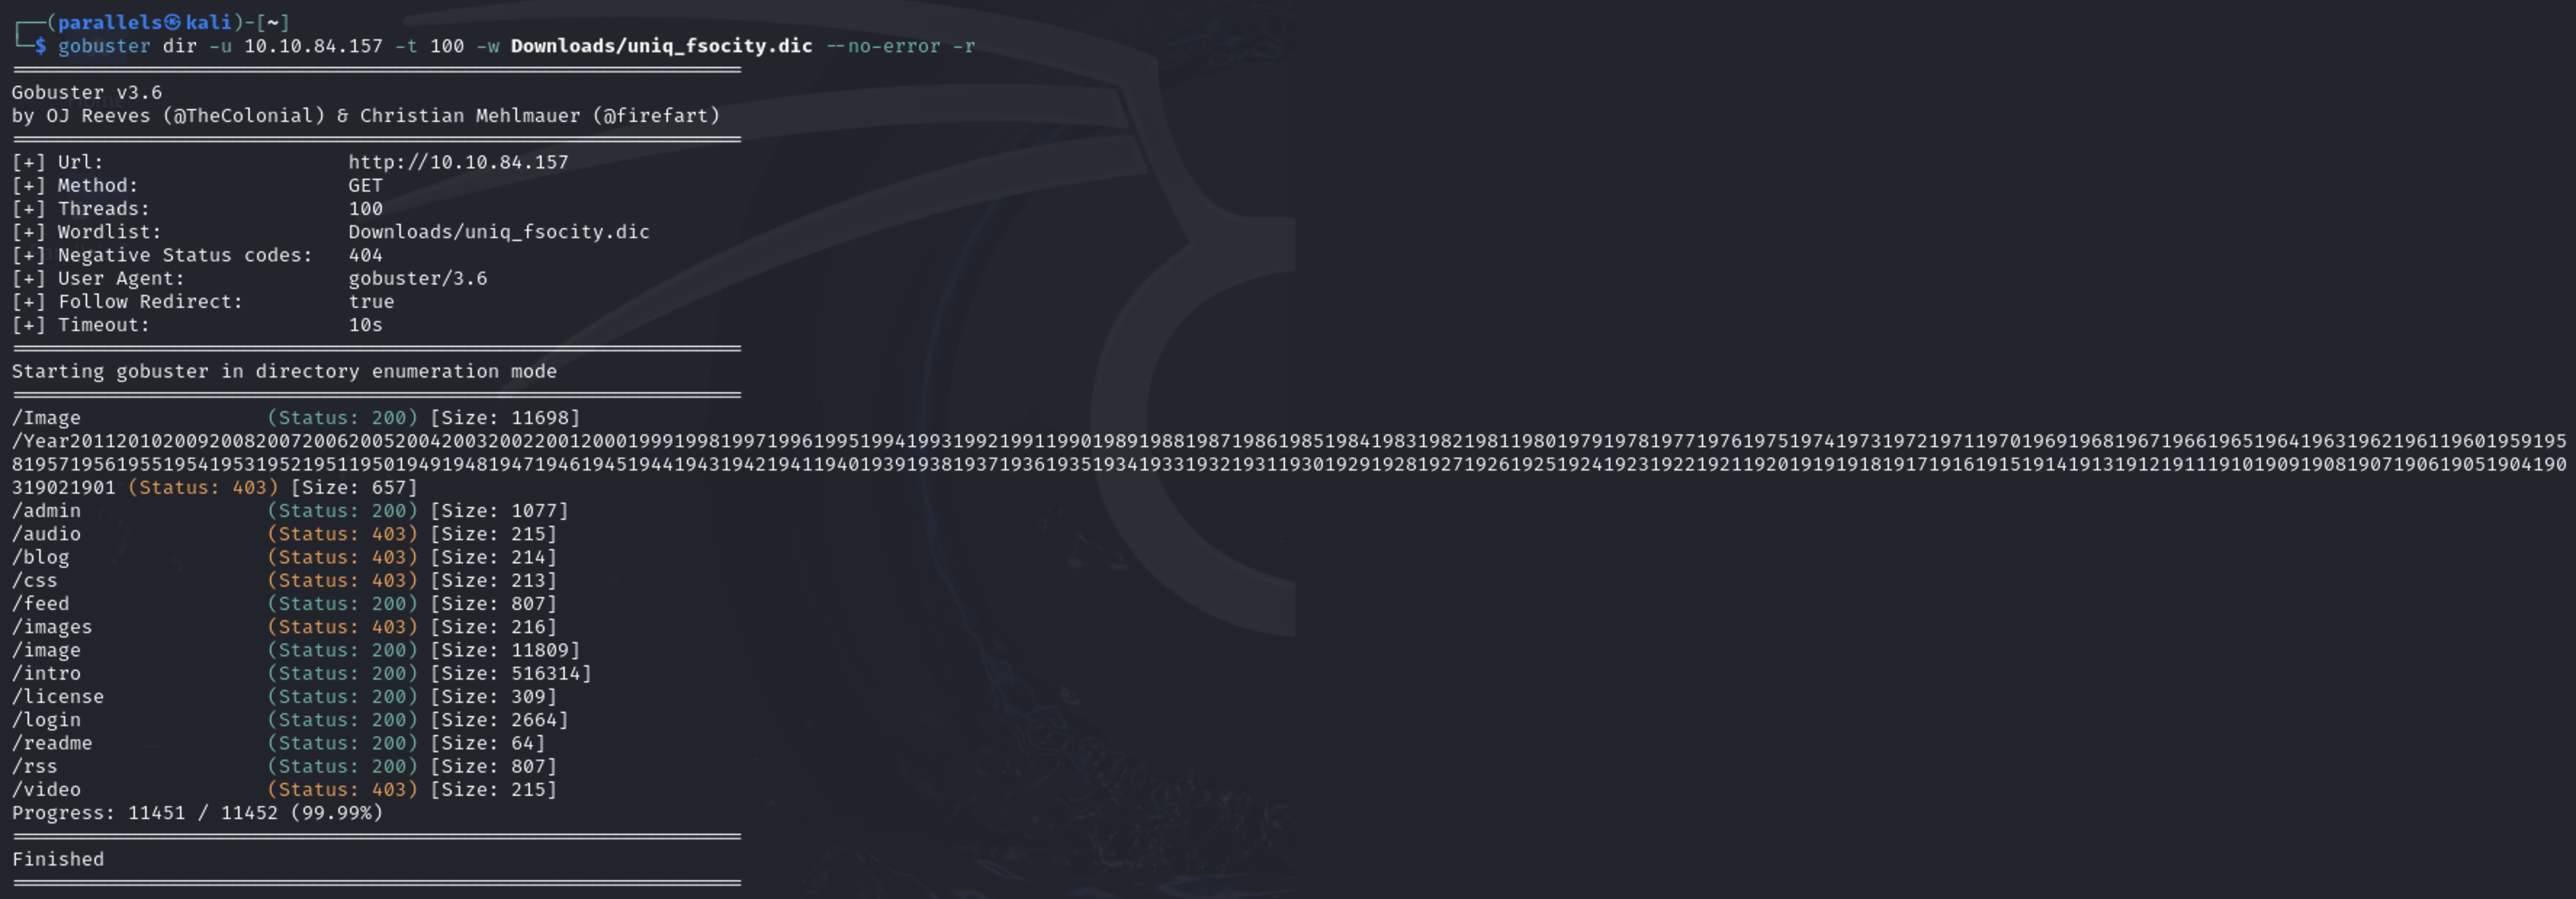 ┌──(parallels㉿kali)-[~]
└─$ gobuster dir -u 10.10.84.157 -t 100 -w Downloads/uniq_fsocity.dic --no-error -r
===============================================================
Gobuster v3.6
by OJ Reeves (@TheColonial) & Christian Mehlmauer (@firefart)
===============================================================
[+] Url:                     http://10.10.84.157
[+] Method:                  GET
[+] Threads:                 100
[+] Wordlist:                Downloads/uniq_fsocity.dic
[+] Negative Status codes:   404
[+] User Agent:              gobuster/3.6
[+] Follow Redirect:         true
[+] Timeout:                 10s
===============================================================
Starting gobuster in directory enumeration mode
===============================================================
/Image                (Status: 200) [Size: 11698]
/Year20112010200920082007200620052004200320022001200019991998199719961995199419931992199119901989198819871986198519841983198219811980197919781977197619751974197319721971197019691968196719661965196419631962196119601959195
8195719561955195419531952195119501949194819471946194519441943194219411940193919381937193619351934193319321931193019291928192719261925192419231922192119201919191819171916191519141913191219111910190919081907190619051904190
319021901 (Status: 403) [Size: 657]
/admin                (Status: 200) [Size: 1077]
/audio                (Status: 403) [Size: 215]
/blog                 (Status: 403) [Size: 214]
/css                  (Status: 403) [Size: 213]
/feed                 (Status: 200) [Size: 807]
/images               (Status: 403) [Size: 216]
/image                (Status: 200) [Size: 11809]
/intro                (Status: 200) [Size: 516314]
/license              (Status: 200) [Size: 309]
/login                (Status: 200) [Size: 2664]
/readme               (Status: 200) [Size: 64]
/rss                  (Status: 200) [Size: 807]
/video                (Status: 403) [Size: 215]
Progress: 11451 / 11452 (99.99%)
===============================================================
Finished
===============================================================